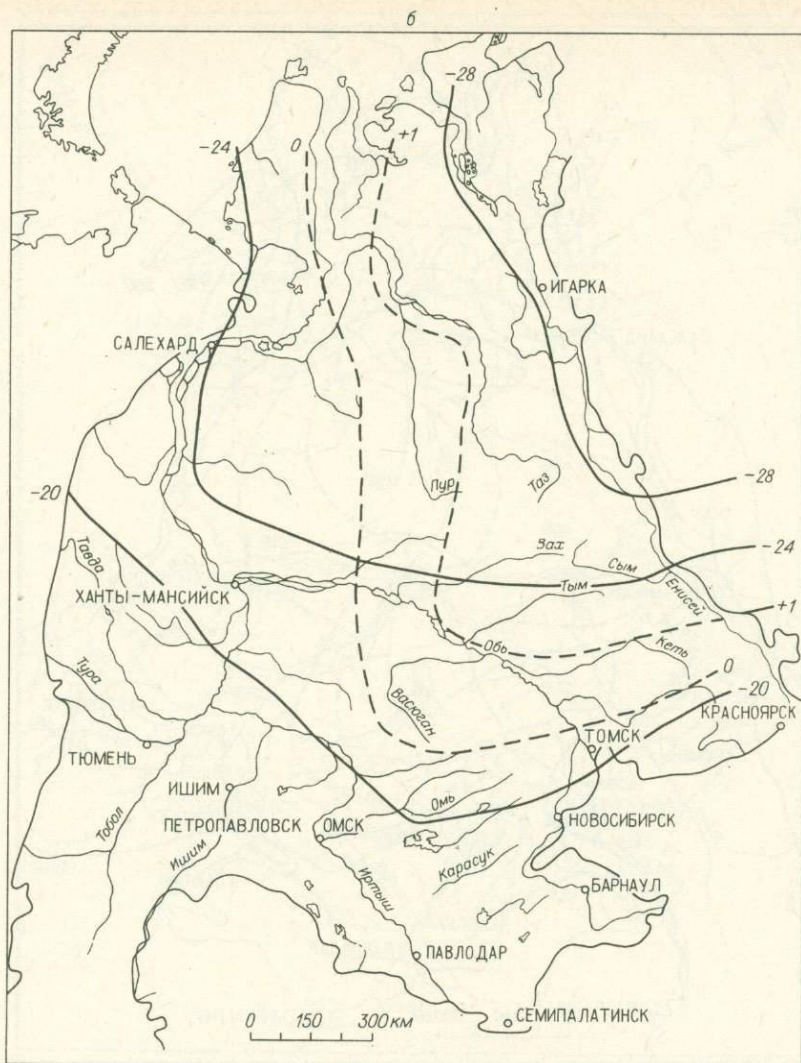 б
-28
-24
0
+1
ИГАРКА
САЛЕХАРД
-20
Пур
Таз
-28
-24
Вах
Сым
Тым
Енисей
Тавда
ХАНТЫ-МАНСИЙСК
+1
Обь
Кеть
Тура
0
-20
Васюган
КРАСНОЯРСК
ТОМСК
ТЮМЕНЬ
ИШИМ
Омь
Тобол
ПЕТРОПАВЛОВСК
ОМСК
НОВОСИБИРСК
Ишим
Карасук
Иртыш
БАРНАУЛ
ПАВЛОДАР
СЕМИПАЛАТИНСК
0 150 300 км